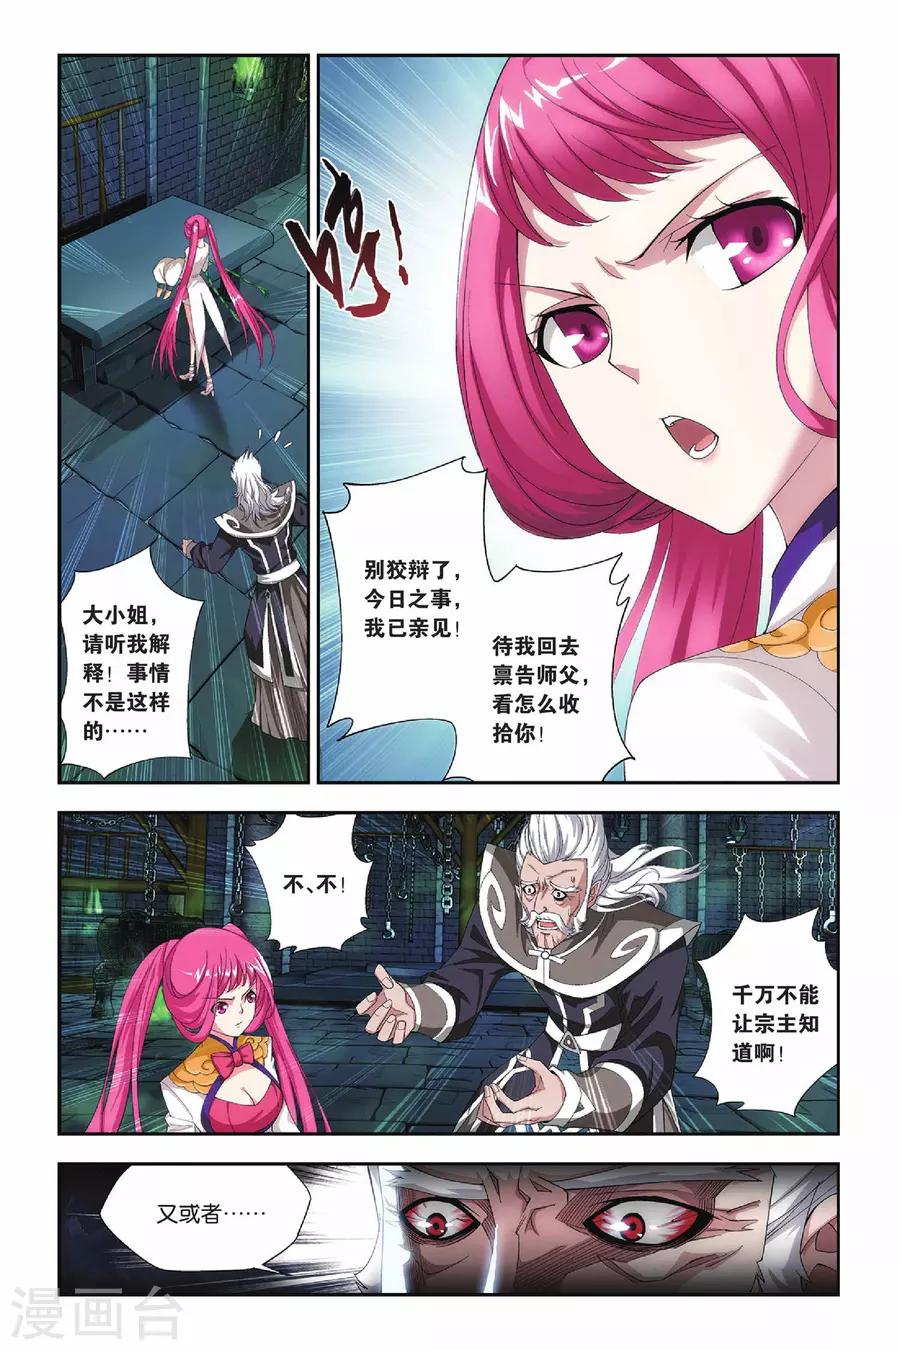 大小姐，
请听我解
释！事情
不是这样
的……
哼！
别狡辩了，
今日之事，
我已亲见！
待我回去
禀告师父，
看怎么收
拾你！
不、不！
千万不能
让宗主知
道啊！
又或者……
漫画台